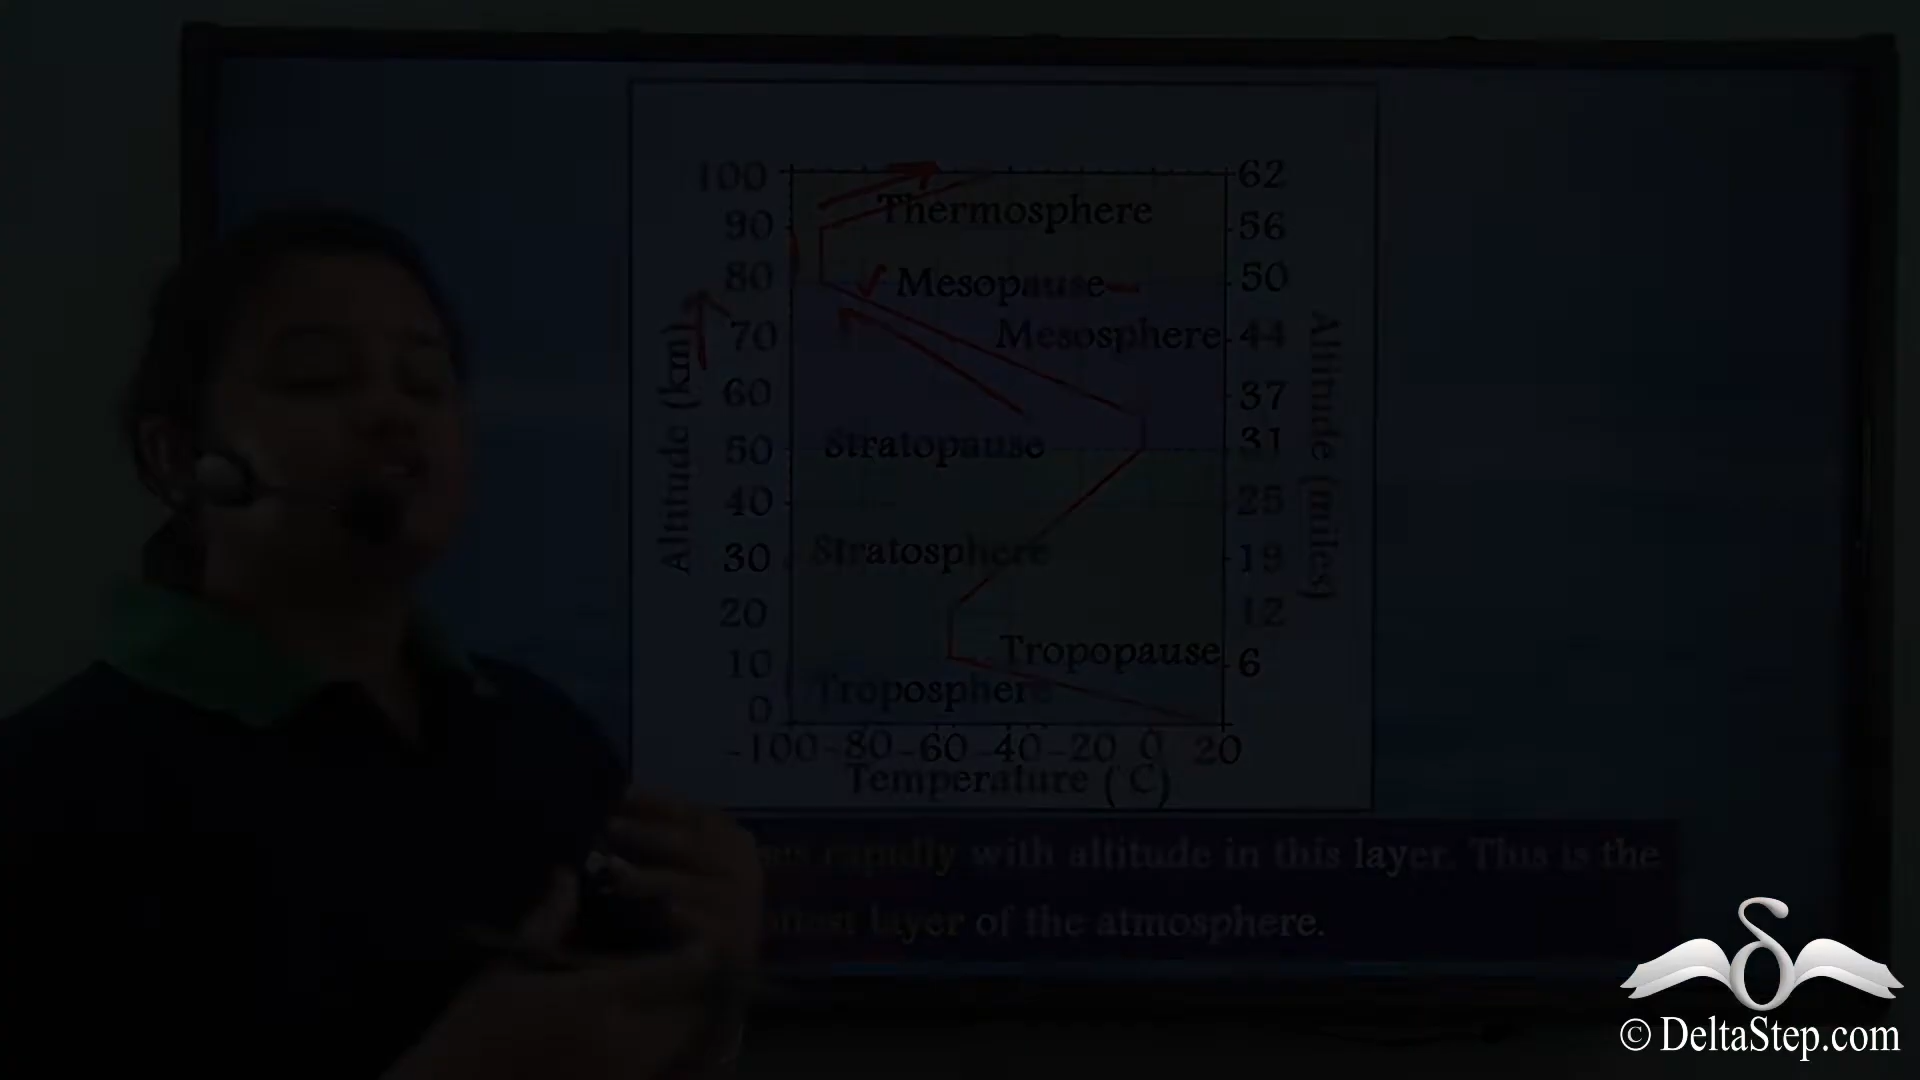 100
62
Thermosphere
90
56
80
Mesopause
50
70
Mesosphere
44
60
37
50
Stratopause
31
40
25
30
Stratosphere
19
20
12
Tropopause
10
6
Troposphere
0
-100 -80 -60 -40 -20 0 20
Temperature ( C)
Altitude (km)
Altitude (miles)
rapidly with altitude in this layer. This is the
layer of the atmosphere.
© DeltaStep.com